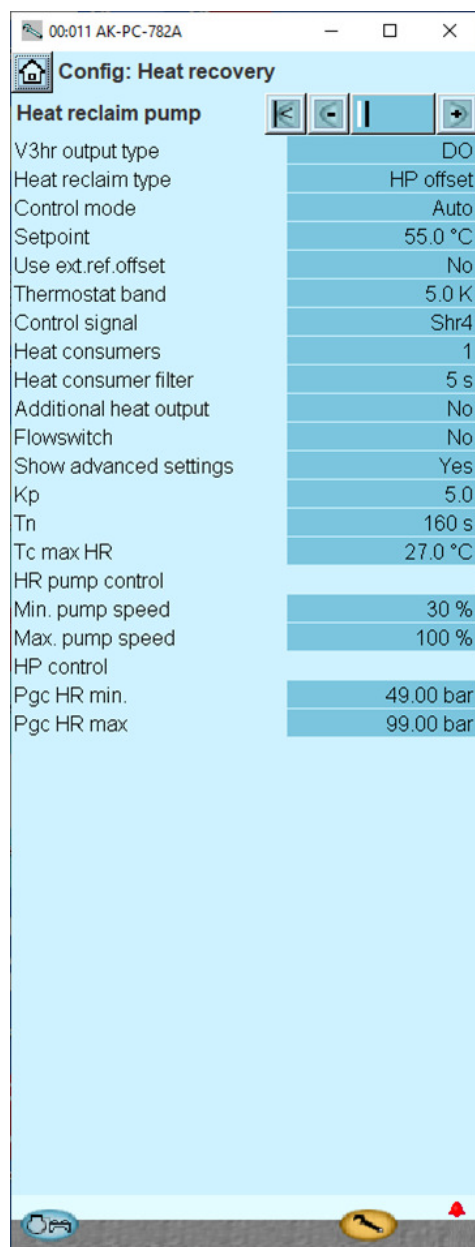 00:011 AK-PC-782A
Config: Heat recovery
Heat reclaim pump
V3hr output type DO
Heat reclaim type HP offset
Control mode Auto
Setpoint 55.0 °C
Use ext.ref.offset No
Thermostat band 5.0 K
Control signal Shr4
Heat consumers 1
Heat consumer filter 5 s
Additional heat output No
Flowswitch No
Show advanced settings Yes
Kp 5.0
Tn 160 s
Tc max HR 27.0 °C
HR pump control
Min. pump speed 30 %
Max. pump speed 100 %
HP control
Pgc HR min. 49.00 bar
Pgc HR max 99.00 bar